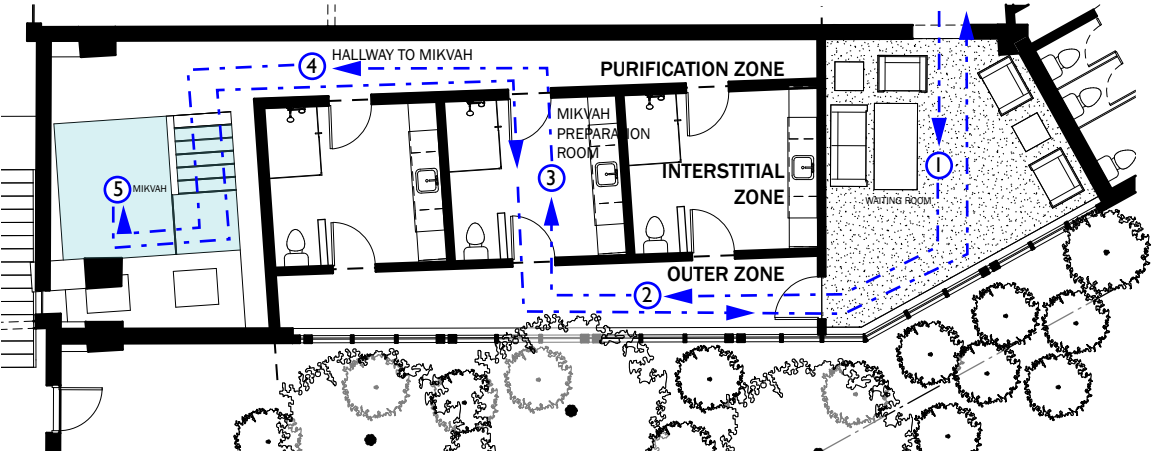 4
HALLWAY TO MIKVAH
PURIFICATION ZONE
MIKVAH
PREPARATION
ROOM
1
INTERSTITIAL
ZONE
3
5
MIKVAH
WAITING ROOM
OUTER ZONE
2